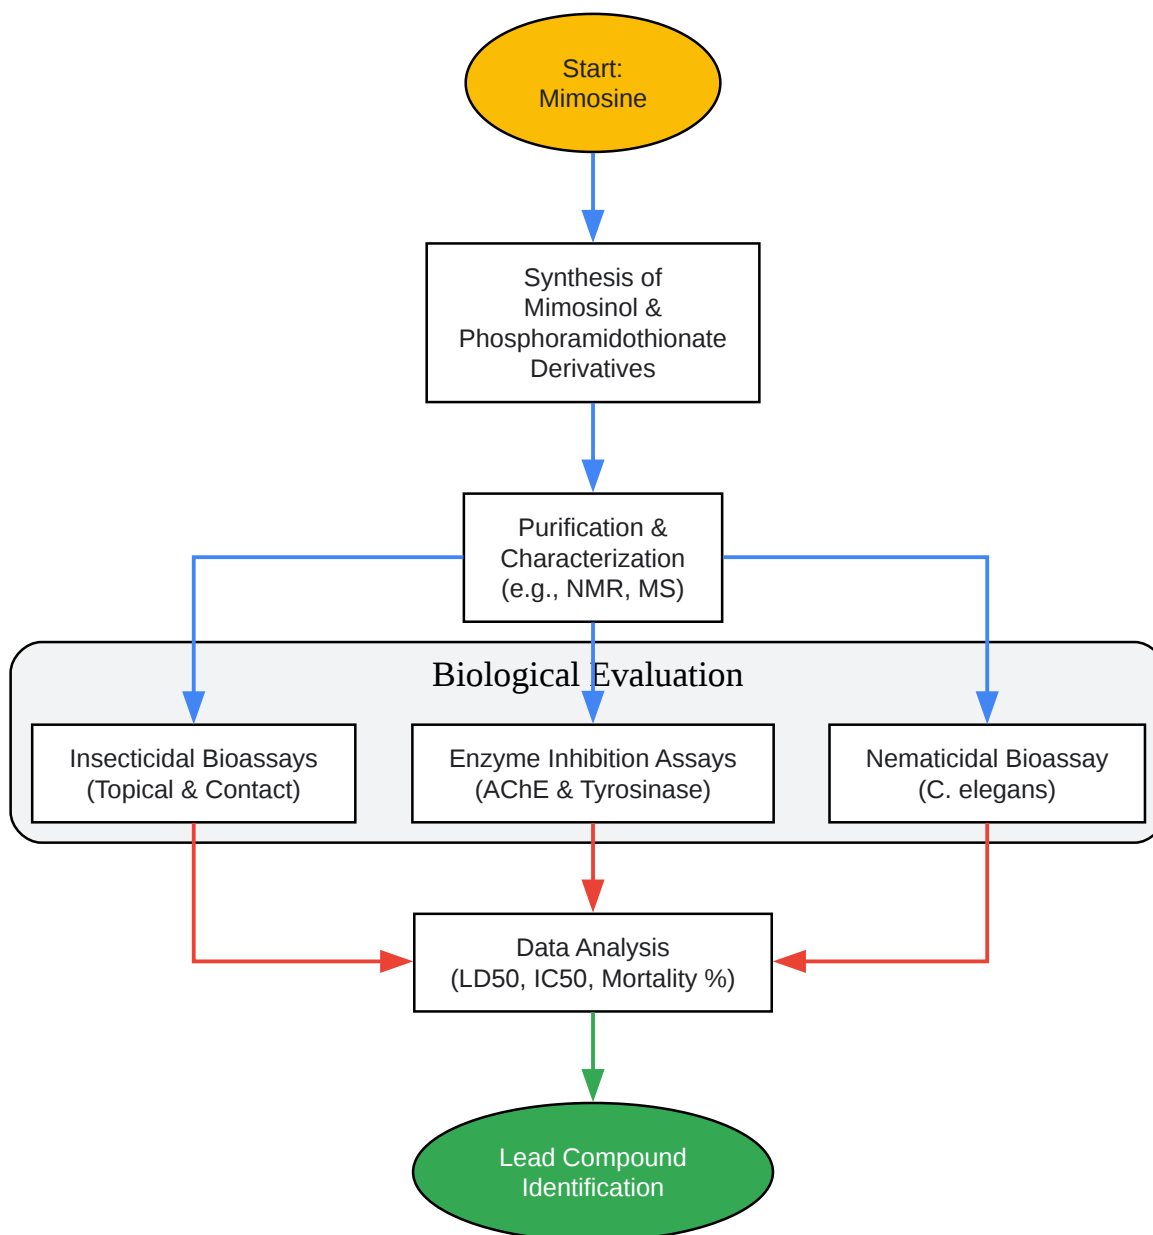 Start:
Mimosine
Synthesis of
Mimosinol &
Phosphoramidothionate
Derivatives
Purification &
Characterization
(e.g., NMR, MS)
Biological Evaluation
Insecticidal Bioassays
(Topical & Contact)
Enzyme Inhibition Assays
(AChE & Tyrosinase)
Nematicidal Bioassay
(C. elegans)
Data Analysis
(LD50, IC50, Mortality %)
Lead Compound
Identification